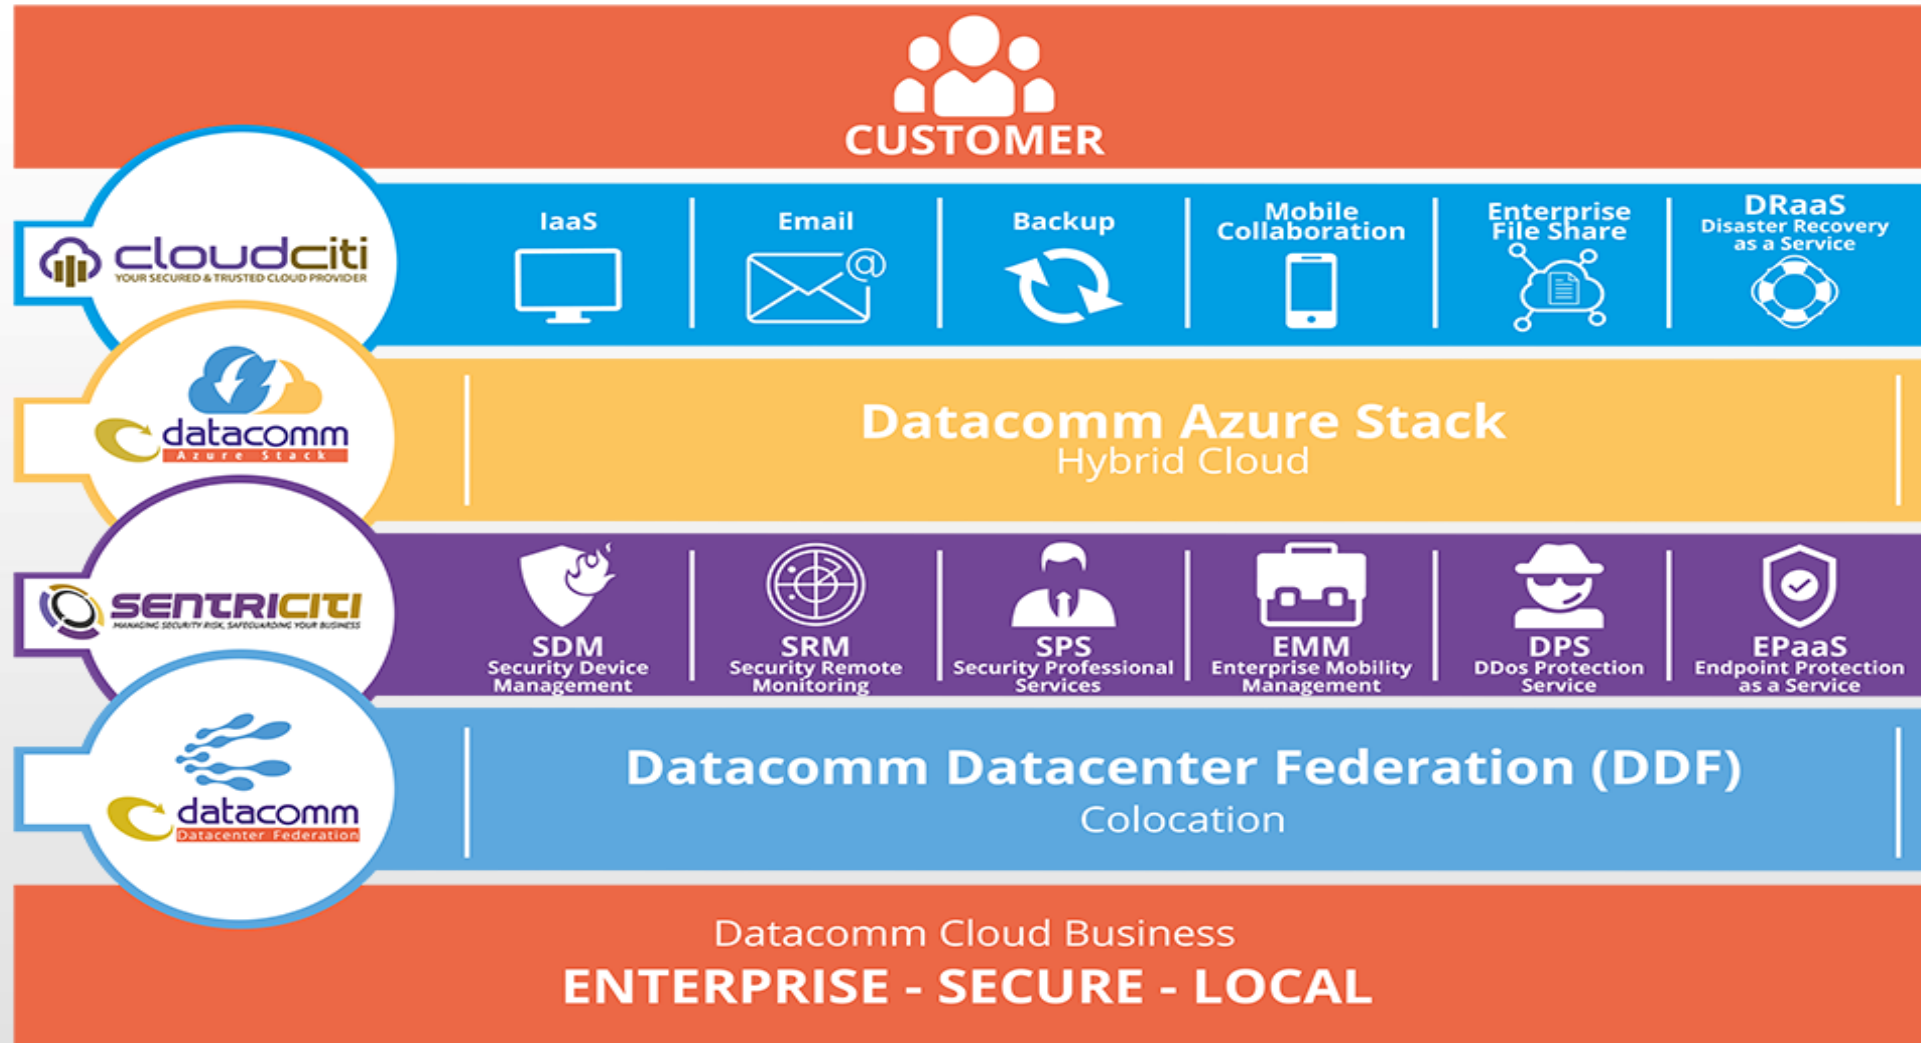 CUSTOMER
cloudciti
YOUR SECURED & TRUSTED CLOUD PROVIDER
IaaS
Email
@
Backup
Mobile
Collaboration
Enterprise
File Share
DRaaS
Disaster Recovery
as a Service
datacomm
Azure Stack
Datacomm Azure Stack
Hybrid Cloud
SENTRICITI
MANAGING SECURITY RISK, SAFEGUARDING YOUR BUSINESS
SDM
Security Device
Management
SRM
Security Remote
Monitoring
SPS
Security Professional
Services
EMM
Enterprise Mobility
Management
DPS
DDos Protection
Service
EPaaS
Endpoint Protection
as a Service
datacomm
Datacenter Federation
Datacomm Datacenter Federation (DDF)
Colocation
Datacomm Cloud Business
ENTERPRISE - SECURE - LOCAL